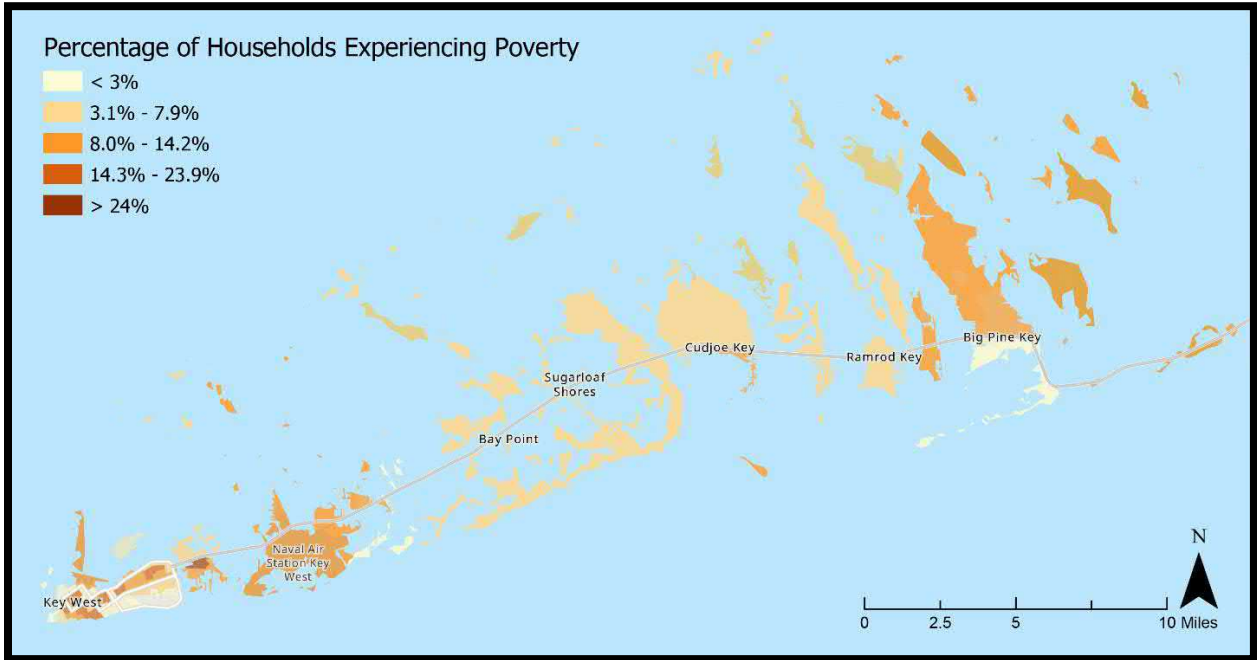 Percentage of Households Experiencing Poverty
< 3%
3.1% - 7.9%
8.0% - 14.2%
14.3% - 23.9%
> 24%
Big Pine Key
Cudjoe Key
Ramrod Key
Sugarloaf
Shores
Bay Point
Naval Air
Station Key
West
Key West
N
0 2.5 5 10 Miles